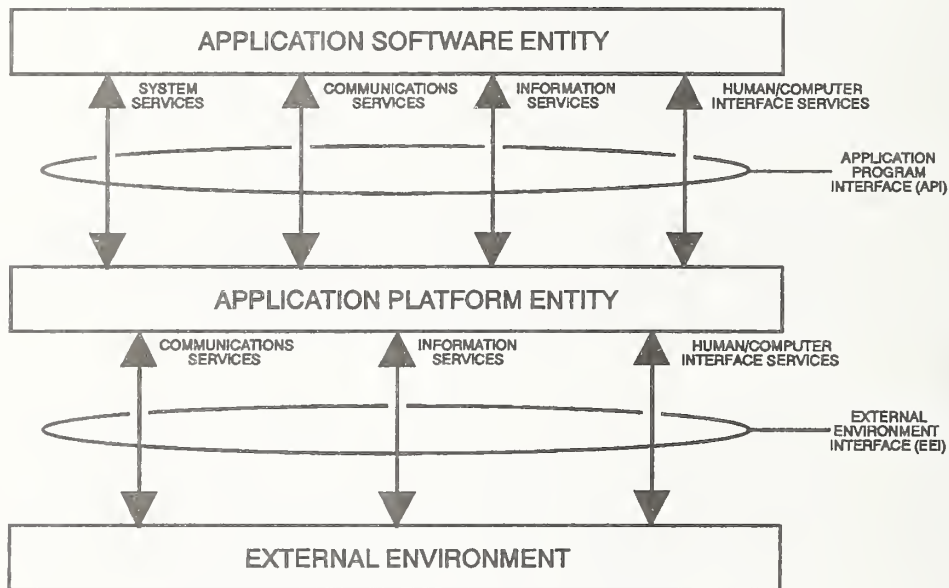 APPLICATION SOFTWARE ENTITY
SYSTEM
SERVICES
COMMUNICATIONS
SERVICES
INFORMATION
SERVICES
HUMAN/COMPUTER
INTERFACE SERVICES
APPLICATION
PROGRAM
INTERFACE (API)
APPLICATION PLATFORM ENTITY
COMMUNICATIONS
SERVICES
INFORMATION
SERVICES
HUMAN/COMPUTER
INTERFACE SERVICES
EXTERNAL
ENVIRONMENT
INTERFACE (EEI)
EXTERNAL ENVIRONMENT